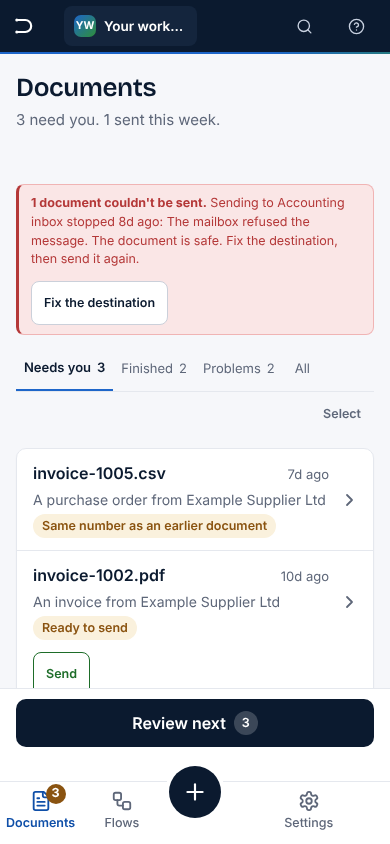 YW Your work...
Documents
3 need you. 1 sent this week.
1 document couldn't be sent. Sending to Accounting
inbox stopped 8d ago: The mailbox refused the
message. The document is safe. Fix the destination,
then send it again.
Fix the destination
Needs you 3 Finished 2 Problems 2 All
Select
invoice-1005.csv 7d ago
A purchase order from Example Supplier Ltd
Same number as an earlier document
invoice-1002.pdf 10d ago
An invoice from Example Supplier Ltd
Ready to send
Send
Review next 3
3
Documents Flows Settings